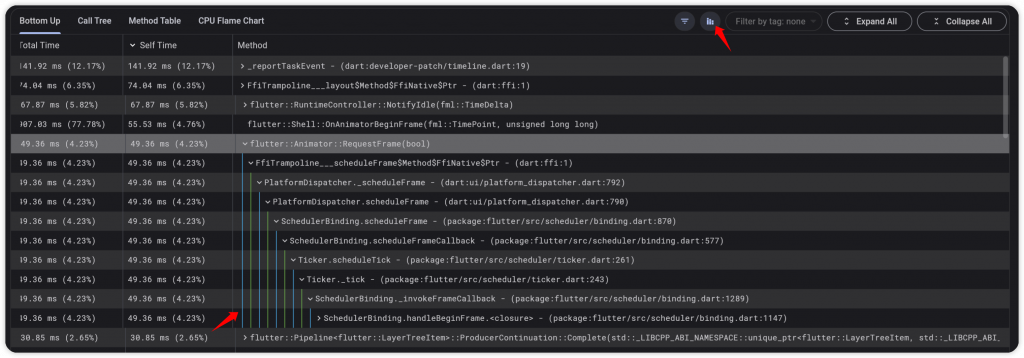 Bottom Up Call Tree Method Table CPU Flame Chart Filter by tag: none Expand All Collapse All
Total Time Self Time Method
141.92 ms (12.17%) 141.92 ms (12.17%) _reportTaskEvent - (dart:developer-patch/timeline.dart:19)
74.04 ms (6.35%) 74.04 ms (6.35%) FfiTrampoline___layout$Method$FfiNative$Ptr - (dart:ffi:1)
67.87 ms (5.82%) 67.87 ms (5.82%) flutter::RuntimeController::NotifyIdle(fml::TimeDelta)
907.03 ms (77.78%) 55.53 ms (4.76%) flutter::Shell::OnAnimatorBeginFrame(fml::TimePoint, unsigned long long)
49.36 ms (4.23%) 49.36 ms (4.23%) flutter::Animator::RequestFrame(bool)
49.36 ms (4.23%) 49.36 ms (4.23%) FfiTrampoline___scheduleFrame$Method$FfiNative$Ptr - (dart:ffi:1)
49.36 ms (4.23%) 49.36 ms (4.23%) PlatformDispatcher._scheduleFrame - (dart:ui/platform_dispatcher.dart:792)
49.36 ms (4.23%) 49.36 ms (4.23%) PlatformDispatcher.scheduleFrame - (dart:ui/platform_dispatcher.dart:790)
49.36 ms (4.23%) 49.36 ms (4.23%) SchedulerBinding.scheduleFrame - (package:flutter/src/scheduler/binding.dart:870)
49.36 ms (4.23%) 49.36 ms (4.23%) SchedulerBinding.scheduleFrameCallback - (package:flutter/src/scheduler/binding.dart:577)
49.36 ms (4.23%) 49.36 ms (4.23%) Ticker.scheduleTick - (package:flutter/src/scheduler/ticker.dart:261)
49.36 ms (4.23%) 49.36 ms (4.23%) Ticker._tick - (package:flutter/src/scheduler/ticker.dart:243)
49.36 ms (4.23%) 49.36 ms (4.23%) SchedulerBinding._invokeFrameCallback - (package:flutter/src/scheduler/binding.dart:1289)
49.36 ms (4.23%) 49.36 ms (4.23%) SchedulerBinding.handleBeginFrame.<closure> - (package:flutter/src/scheduler/binding.dart:1147)
30.85 ms (2.65%) 30.85 ms (2.65%) flutter::Pipeline<flutter::LayerTreeItem>::ProducerContinuation::Complete(std::_LIBCPP_ABI_NAMESPACE::unique_ptr<flutter::LayerTreeItem, std::_LIBCPP_ABI_